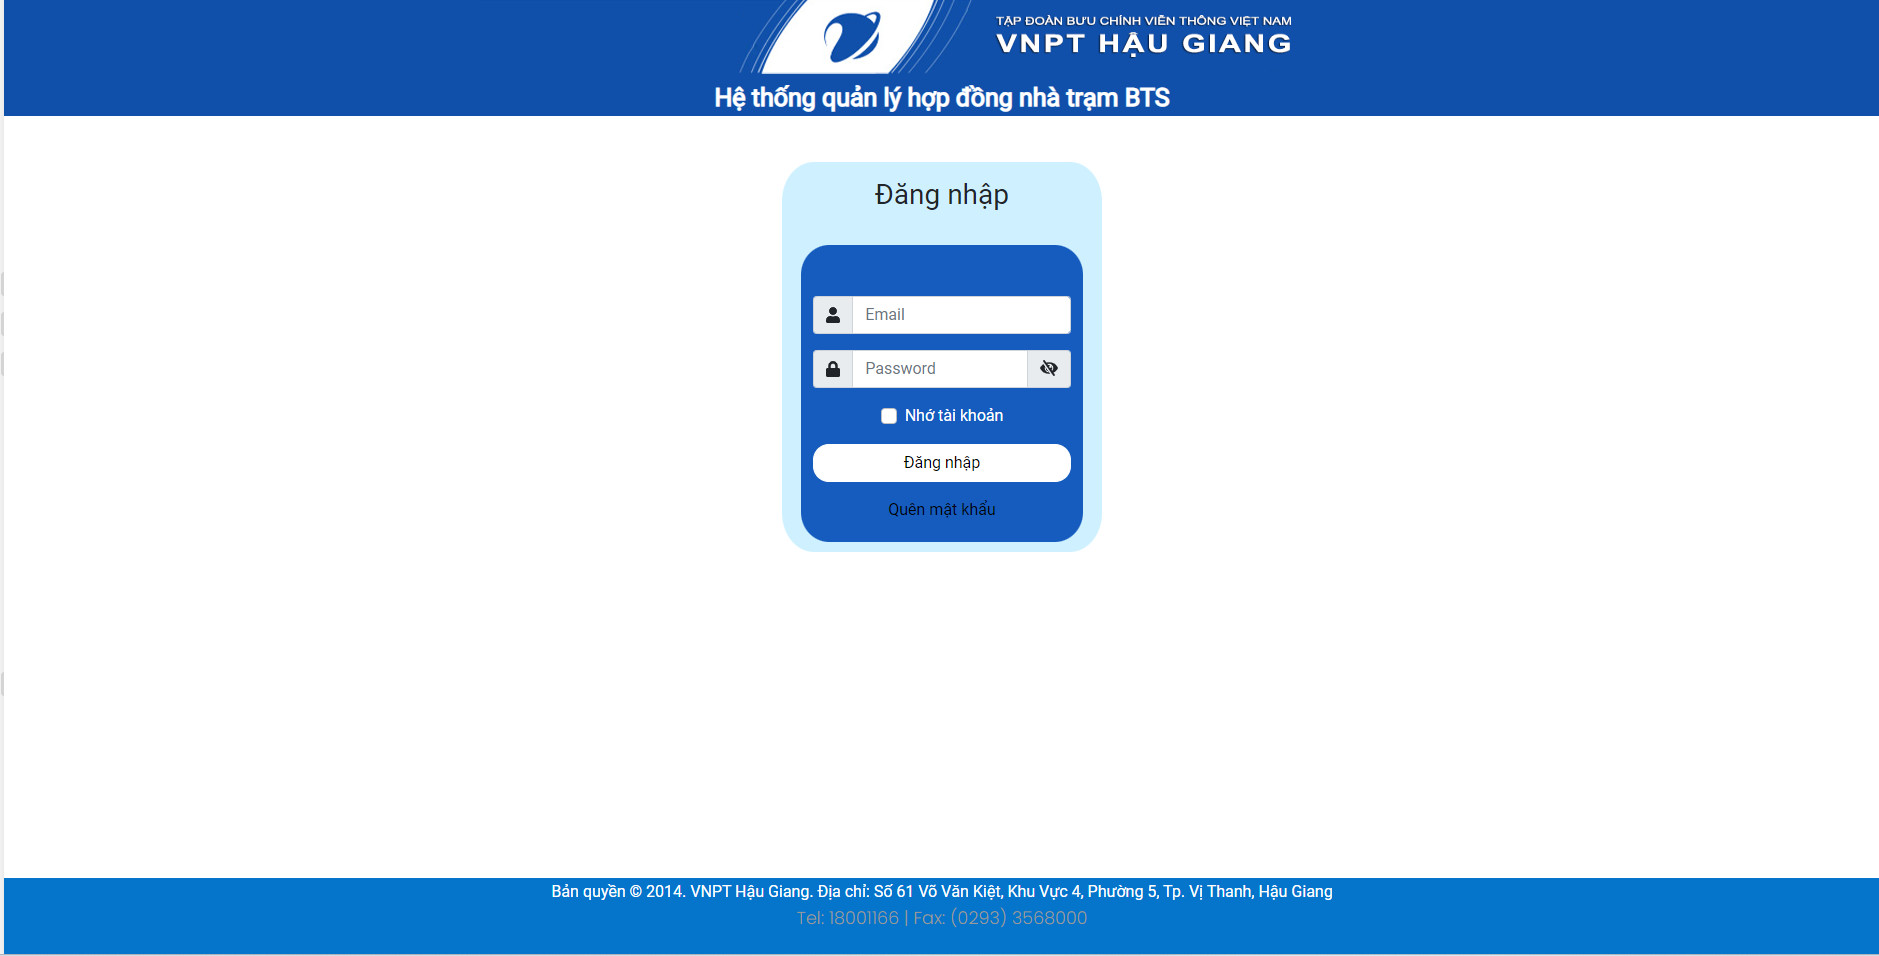 TẬP ĐOÀN BƯU CHÍNH VIỄN THÔNG VIỆT NAM
VNPT HẬU GIANG
Hệ thống quản lý hợp đồng nhà trạm BTS
Đăng nhập
Email
Password
Nhớ tài khoản
Đăng nhập
Quên mật khẩu
Bản quyền © 2014. VNPT Hậu Giang. Địa chỉ: Số 61 Võ Văn Kiệt, Khu Vực 4, Phường 5, Tp. Vị Thanh, Hậu Giang
Tel: 18001166 | Fax: (0293) 3568000